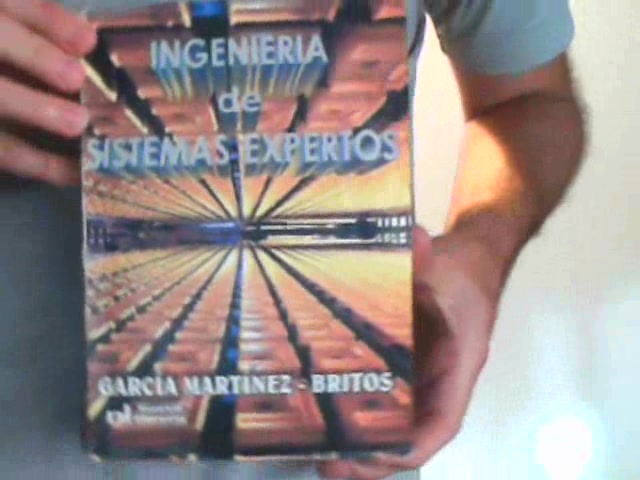 INGENIERIA
de
SISTEMAS EXPERTOS
GARCIA MARTINEZ - BRITOS